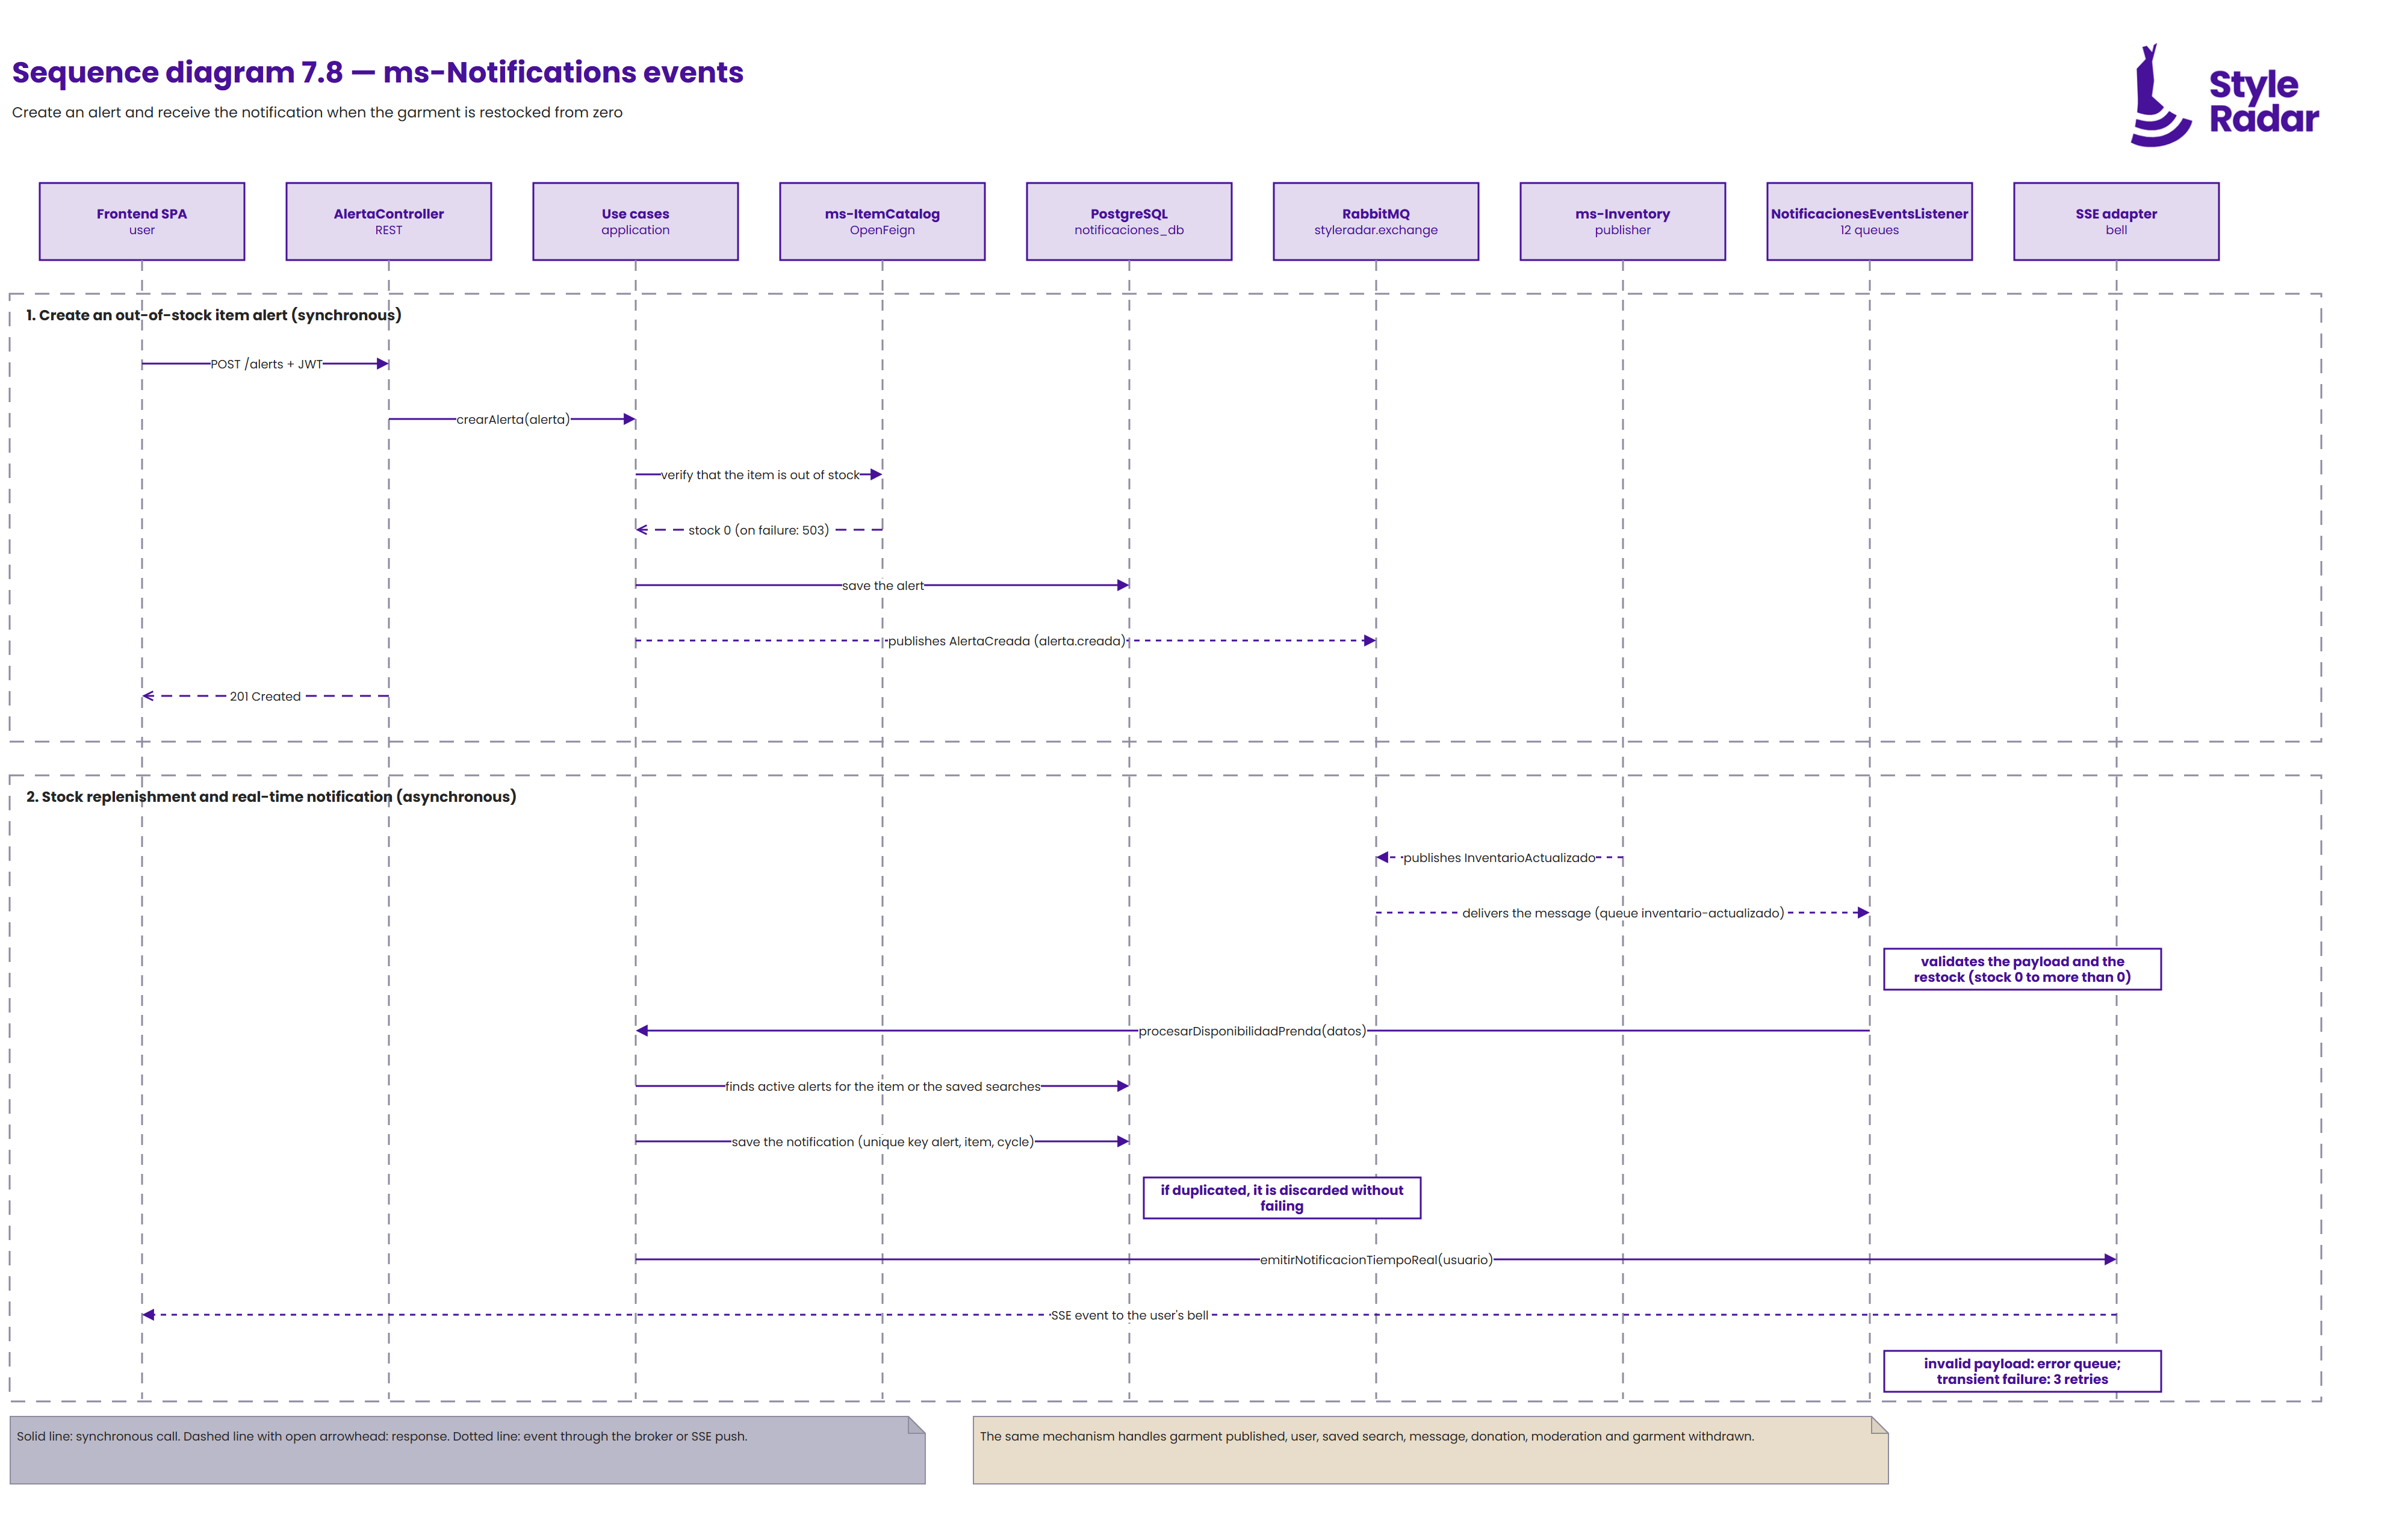 Sequence diagram 7.8 — ms-Notifications events
Create an alert and receive the notification when the garment is restocked from zero
Style
Radar
Frontend SPA
user
AlertaController
REST
Use cases
application
ms-ItemCatalog
OpenFeign
PostgreSQL
notificaciones_db
RabbitMQ
styleradar.exchange
ms-Inventory
publisher
NotificacionesEventsListener
12 queues
SSE adapter
bell
1. Create an out-of-stock item alert (synchronous)
POST /alerts + JWT
crearAlerta(alerta)
verify that the item is out of stock
stock 0 (on failure: 503)
save the alert
publishes AlertaCreada (alerta.creada)
201 Created
2. Stock replenishment and real-time notification (asynchronous)
publishes InventarioActualizado
delivers the message (queue inventario-actualizado)
validates the payload and the
restock (stock 0 to more than 0)
procesarDisponibilidadPrenda(datos)
finds active alerts for the item or the saved searches
save the notification (unique key alert, item, cycle)
if duplicated, it is discarded without
failing
emitirNotificacionTiempoReal(usuario)
SSE event to the user's bell
invalid payload: error queue;
transient failure: 3 retries
Solid line: synchronous call. Dashed line with open arrowhead: response. Dotted line: event through the broker or SSE push.
The same mechanism handles garment published, user, saved search, message, donation, moderation and garment withdrawn.